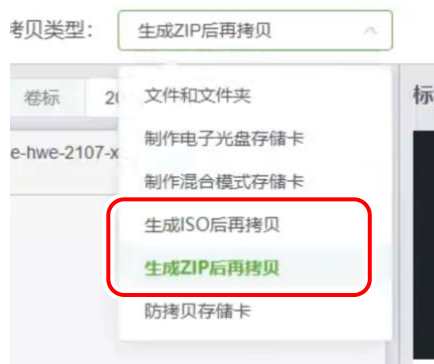 拷贝类型：
生成ZIP后再拷贝
卷标
20
标
文件和文件夹
e-hwe-2107-x
制作电子光盘存储卡
制作混合模式存储卡
生成ISO后再拷贝
生成ZIP后再拷贝
防拷贝存储卡